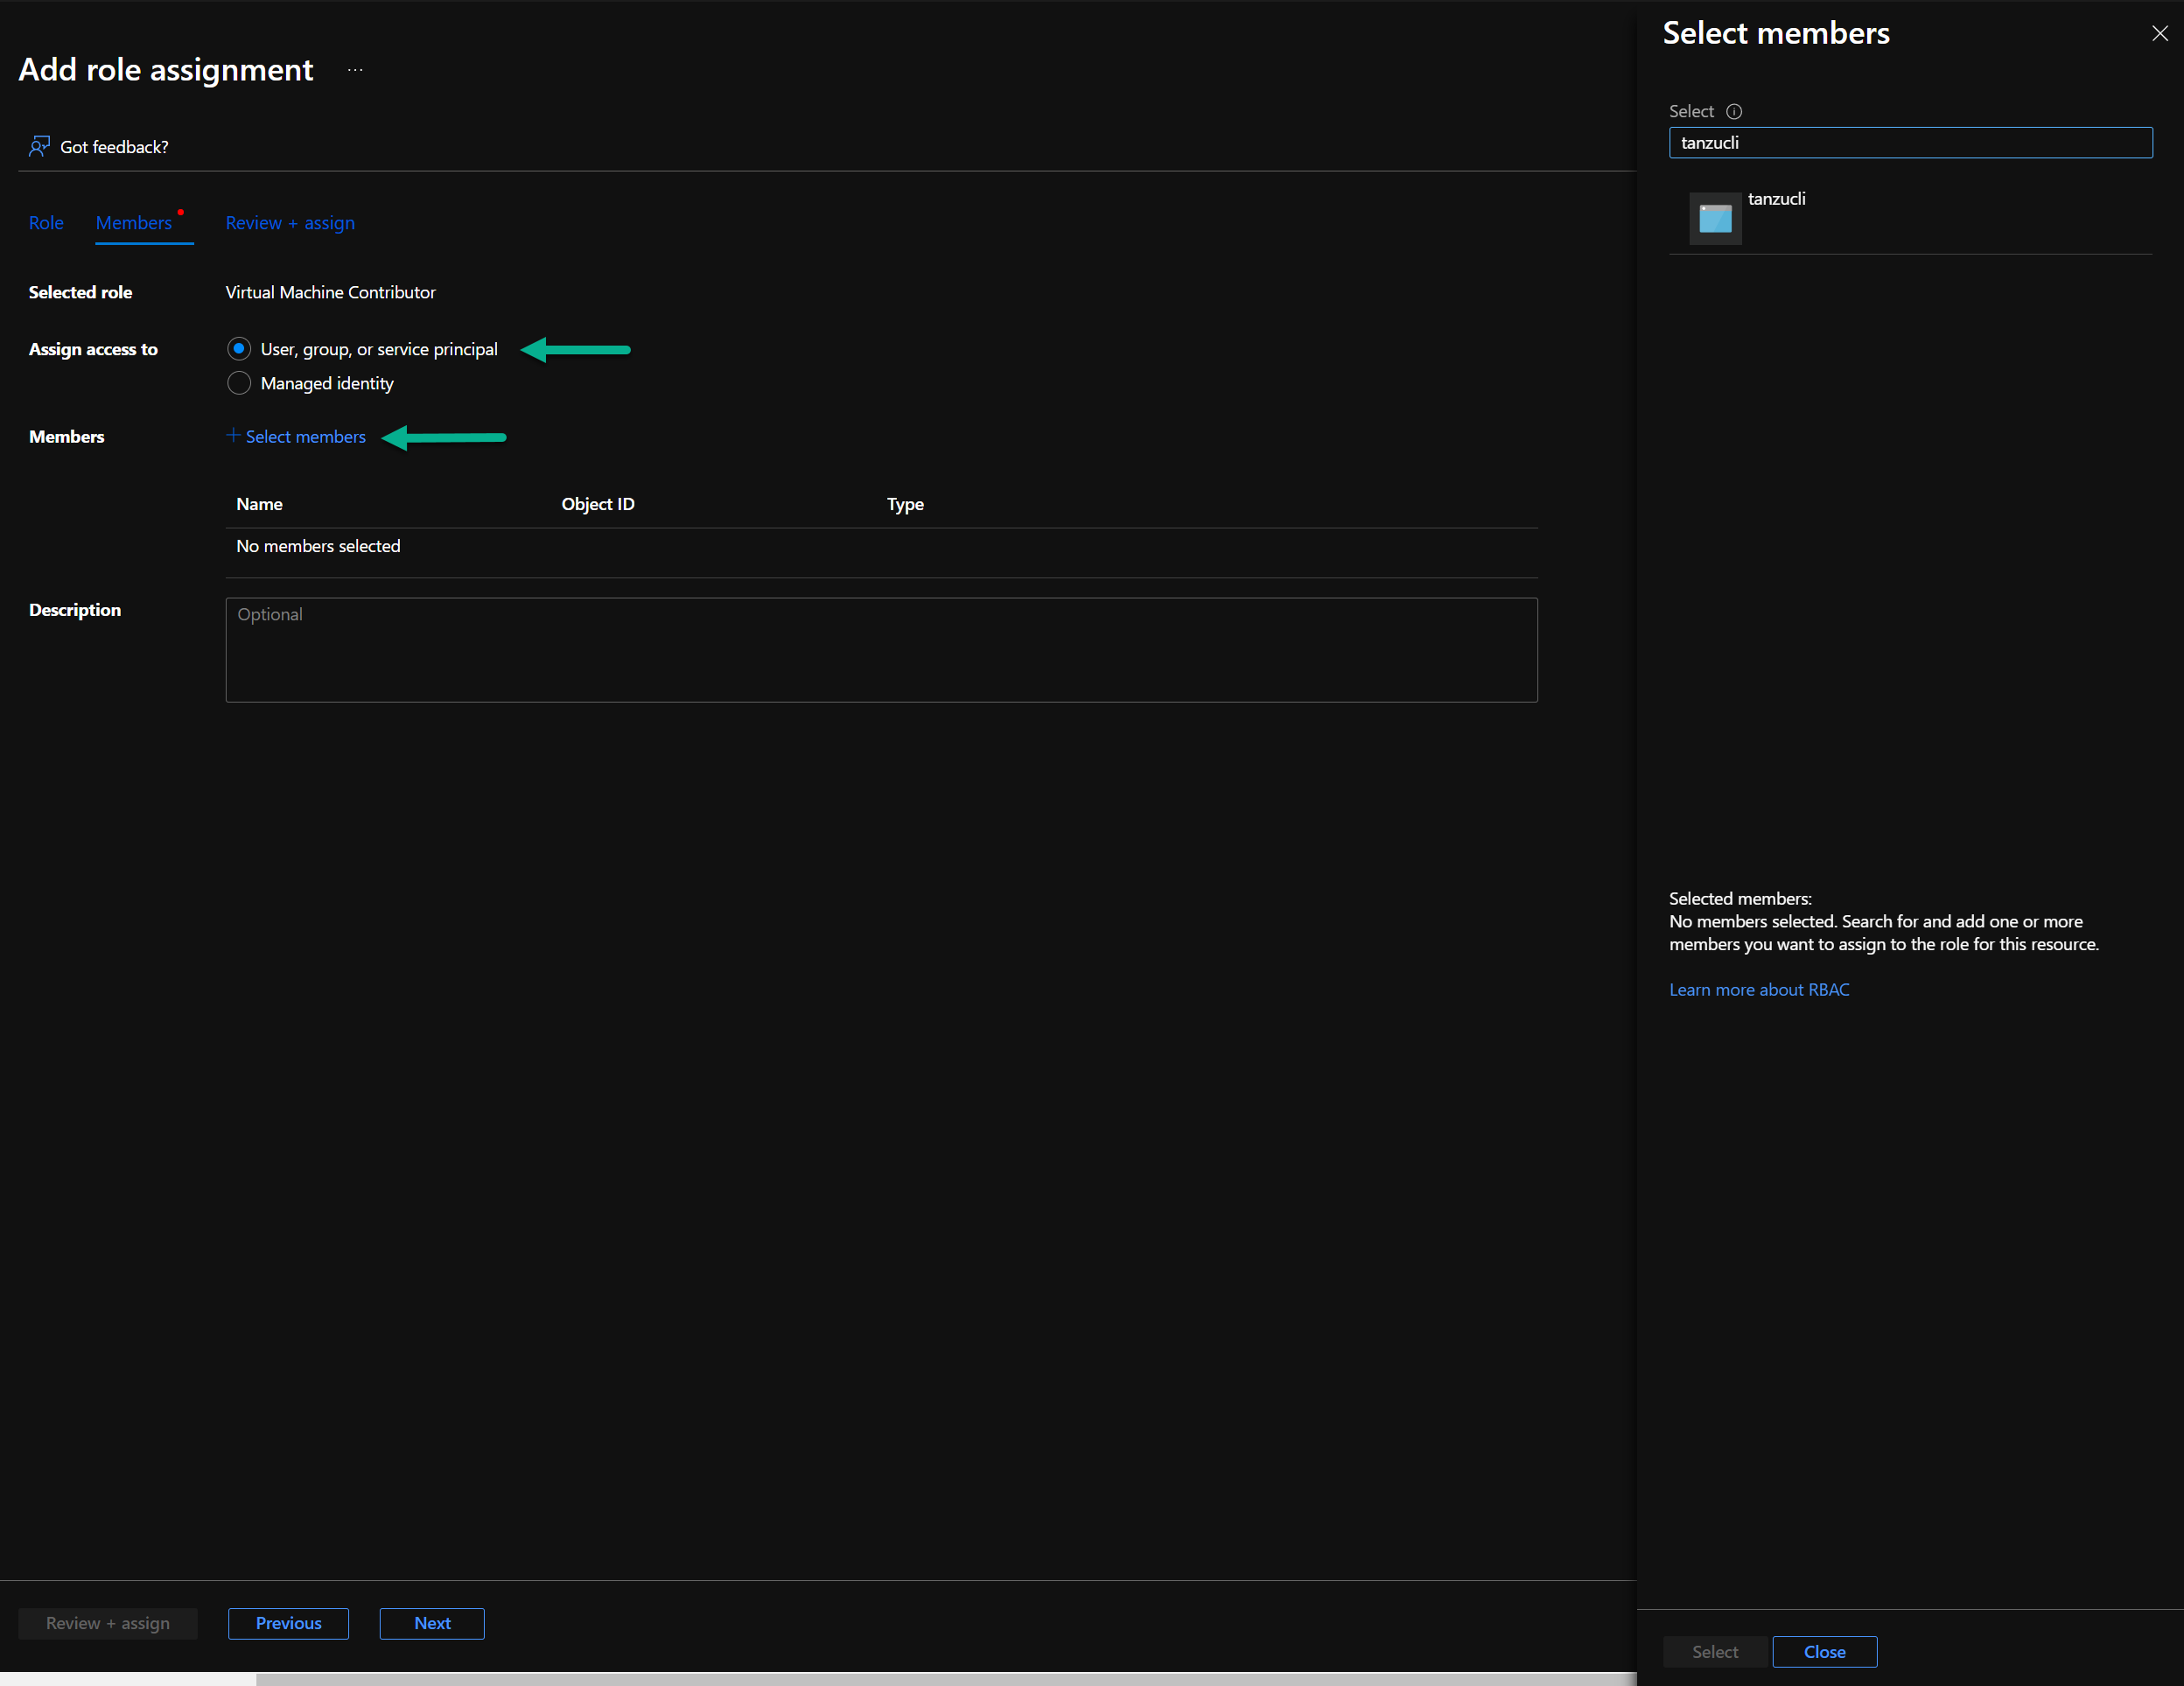 Add role assignment ...
Got feedback?
Role Members Review + assign
Selected role Virtual Machine Contributor
Assign access to User, group, or service principal
Managed identity
Members + Select members
Name Object ID Type
No members selected
Description Optional
Review + assign Previous Next
Select members
Select
tanzucli
tanzucli
Selected members:
No members selected. Search for and add one or more
members you want to assign to the role for this resource.
Learn more about RBAC
Select Close